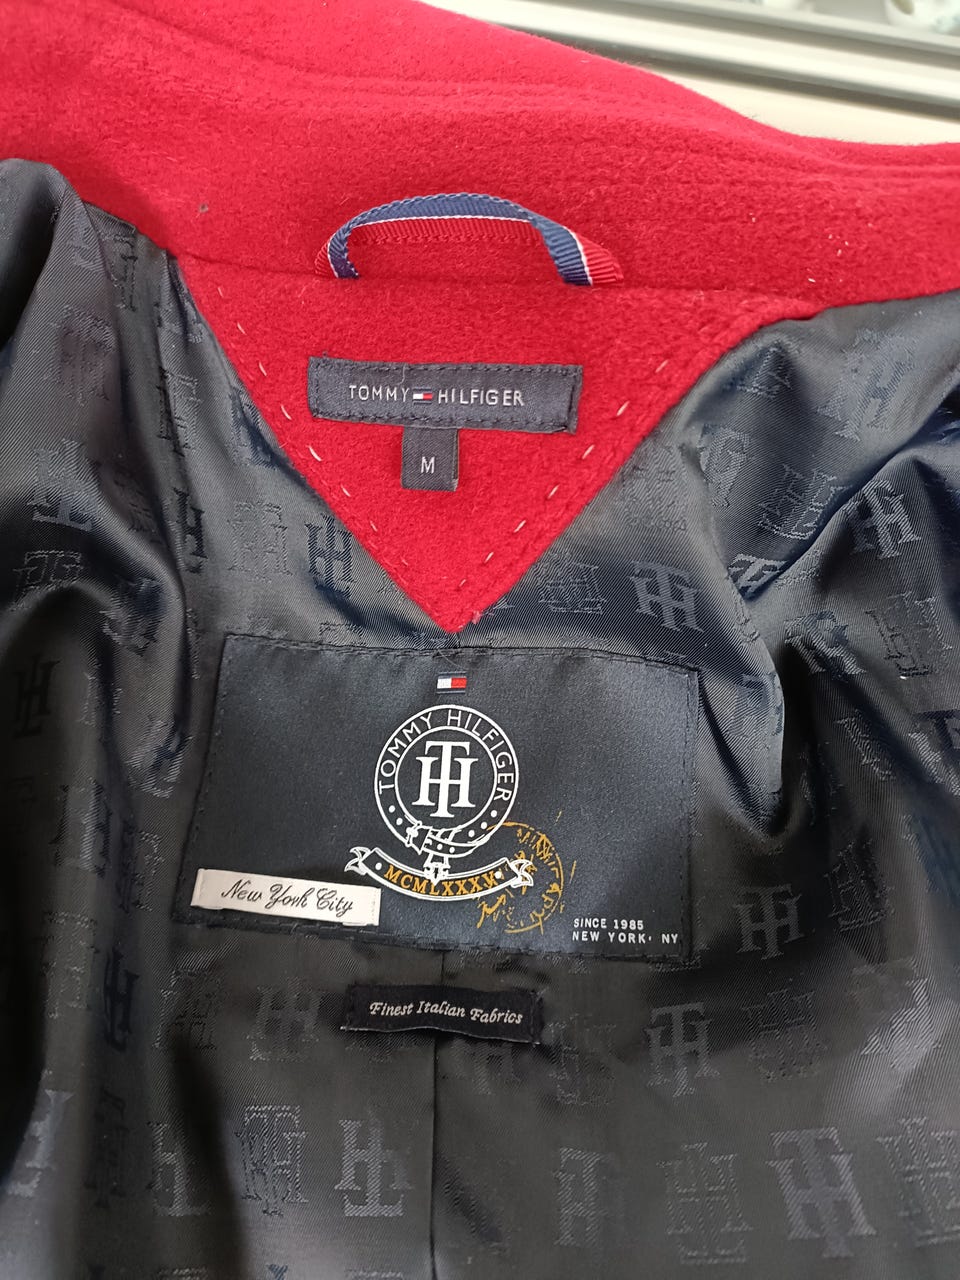 TOMMY HILFIGER
M
TOMMY HILFIGER
TH
MCMLXXXV
New York City
SINCE 1985
NEW YORK, NY
Finest Italian Fabrics